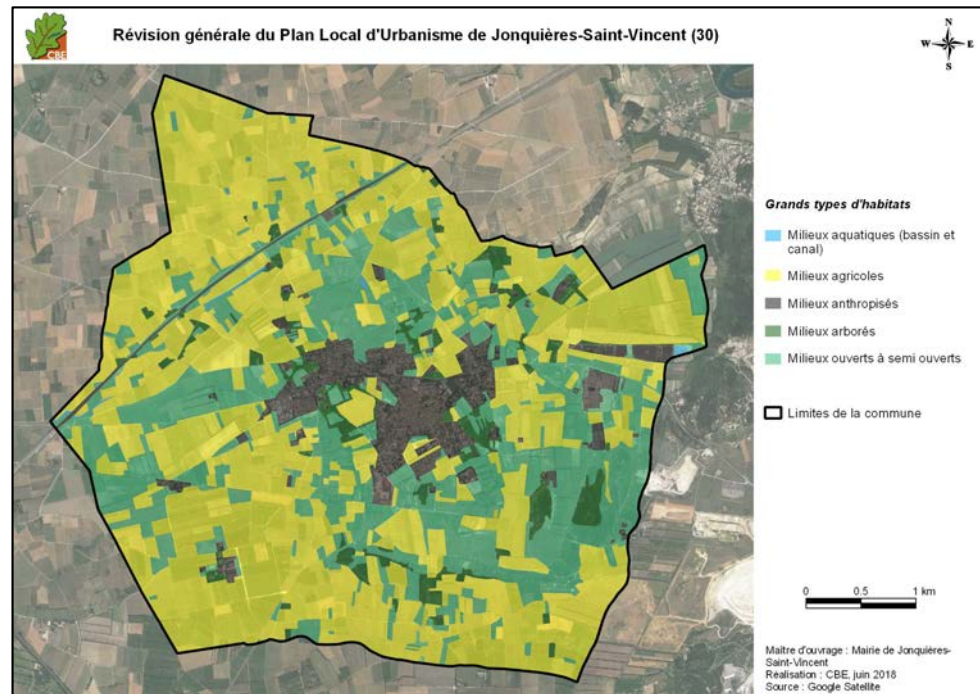 Révision générale du Plan Local d'Urbanisme de Jonquières-Saint-Vincent (30)
CBE
N
W E
S
Grands types d'habitats
Milieux aquatiques (bassin et
canal)
Milieux agricoles
Milieux anthropisés
Milieux arborés
Milieux ouverts à semi ouverts
Limites de la commune
0 0.5 1 km
Maître d'ouvrage : Mairie de Jonquières-
Saint-Vincent
Réalisation : CBE, juin 2018
Source : Google Satellite